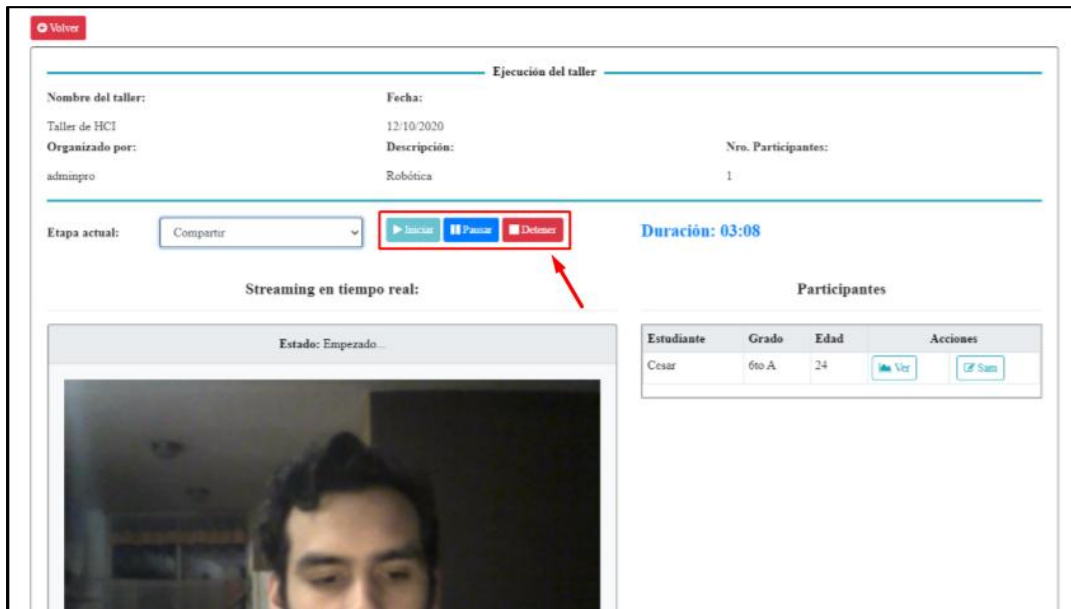 Volver
Ejecución del taller
Nombre del taller: Fecha:
Taller de HCI 12/10/2020
Organizado por: Descripción: Nro. Participantes:
adminpro Robótica 1
Etapa actual: Compartir Iniciar Pausar Detener Duración: 03:08
Streaming en tiempo real: Participantes
Estado: Empezado...
Estudiante Grado Edad Acciones
Cesar 6to A 24 Ver Sam